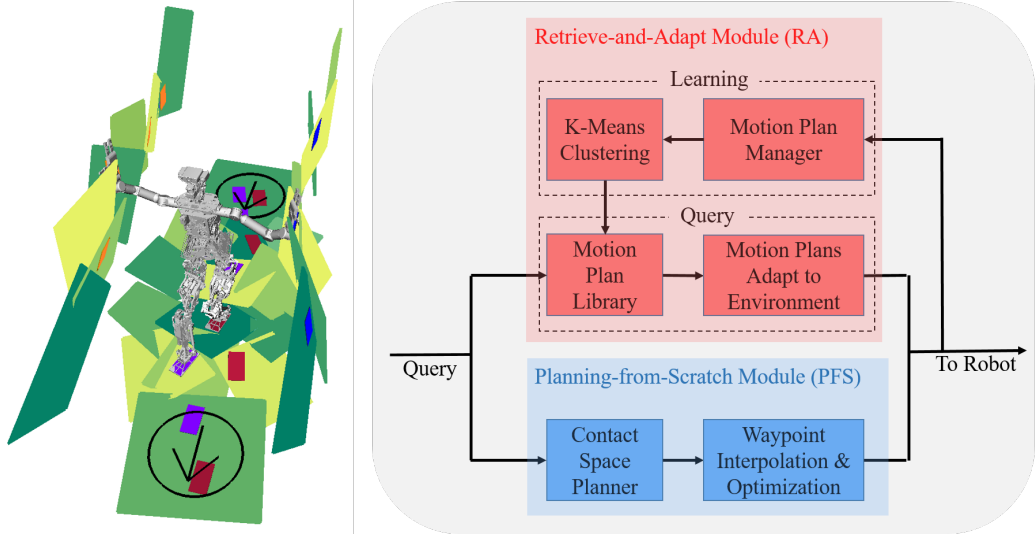 Retrieve-and-Adapt Module (RA)
Learning
K-Means
Clustering
Motion Plan
Manager
Query
Motion
Plan
Library
Motion Plans
Adapt to
Environment
Query
To Robot
Planning-from-Scratch Module (PFS)
Contact
Space
Planner
Waypoint
Interpolation &
Optimization